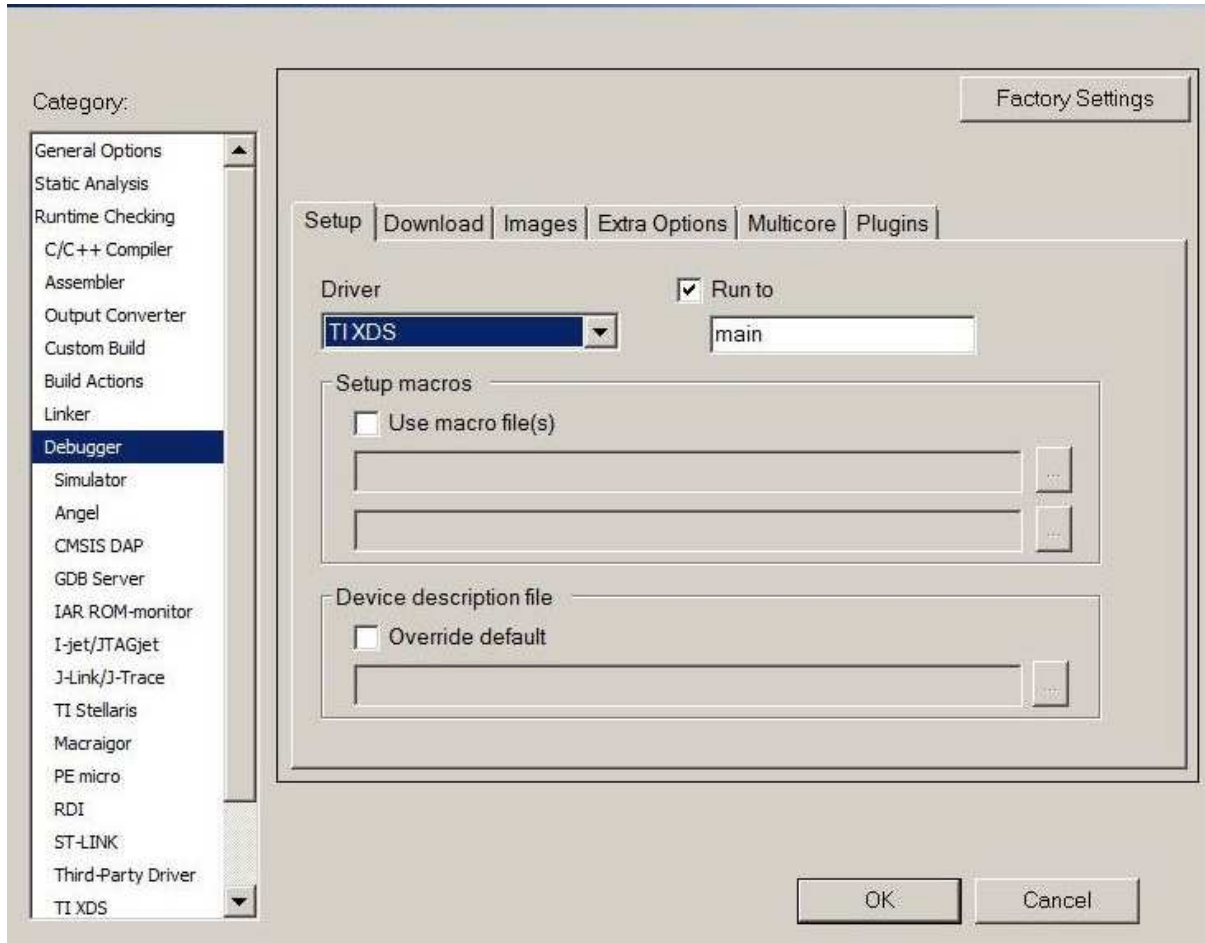 Category:
General Options
Static Analysis
Runtime Checking
C/C++ Compiler
Assembler
Output Converter
Custom Build
Build Actions
Linker
Debugger
Simulator
Angel
CMSIS DAP
GDB Server
IAR ROM-monitor
I-jet/JTAGjet
J-Link/J-Trace
TI Stellaris
Macraigor
PE micro
RDI
ST-LINK
Third-Party Driver
TI XDS
Factory Settings
Setup Download Images Extra Options Multicore Plugins
Driver
TI XDS
Run to
main
Setup macros
Use macro file(s)
...
...
Device description file
Override default
...
OK Cancel